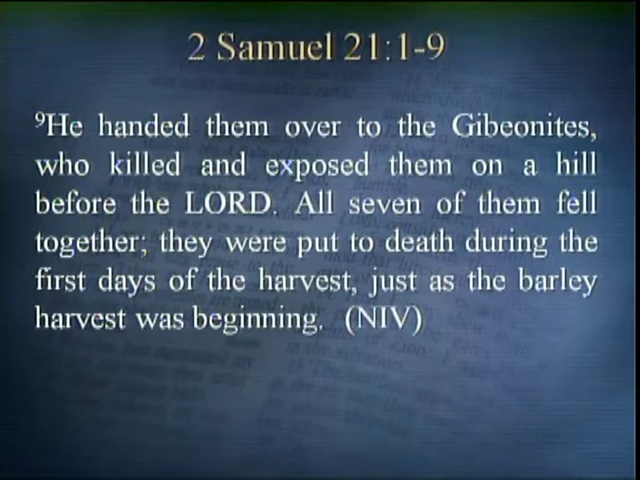 2 Samuel 21:1-9
⁹He handed them over to the Gibeonites,
who killed and exposed them on a hill
before the LORD. All seven of them fell
together; they were put to death during the
first days of the harvest, just as the barley
harvest was beginning. (NIV)